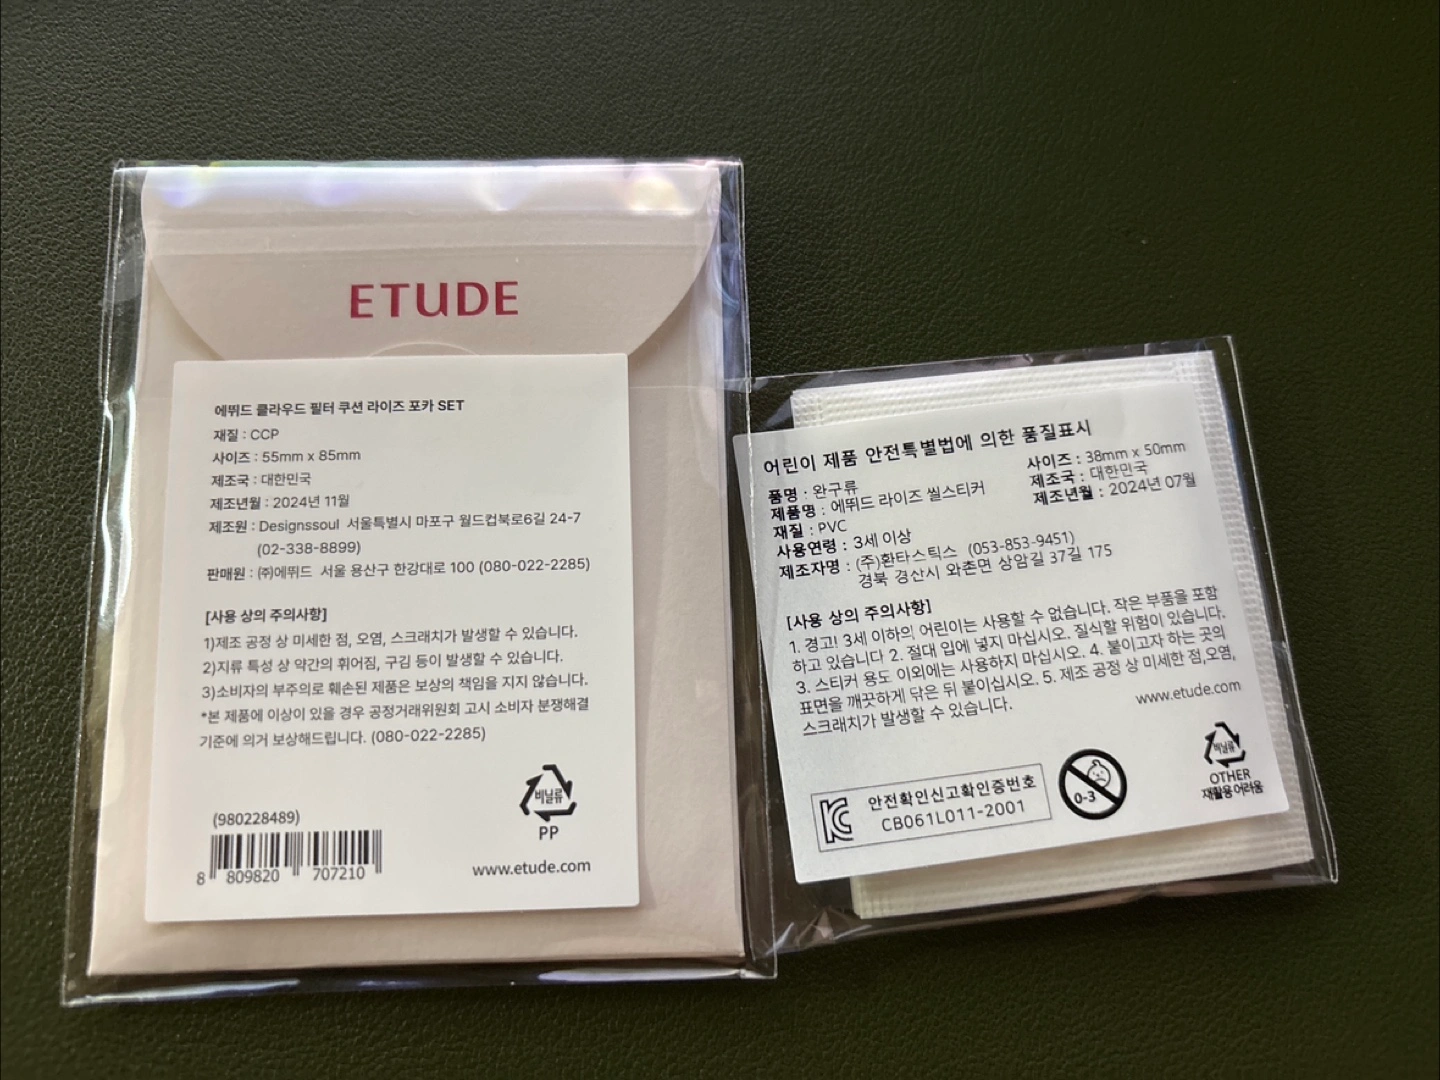 ETUDE
에뛰드 클라우드 필터 쿠션 라이즈 포카 SET
재질 : CCP
사이즈 : 55mm x 85mm
제조국 : 대한민국
제조년월 : 2024년 11월
제조원 : Designssoul 서울특별시 마포구 월드컵북로6길 24-7
(02-338-8899)
판매원 : ㈜에뛰드 서울 용산구 한강대로 100 (080-022-2285)
[사용 상의 주의사항]
1)제조 공정 상 미세한 점, 오염, 스크래치가 발생할 수 있습니다.
2)지류 특성 상 약간의 휘어짐, 구김 등이 발생할 수 있습니다.
3)소비자의 부주의로 훼손된 제품은 보상의 책임을 지지 않습니다.
*본 제품에 이상이 있을 경우 공정거래위원회 고시 소비자 분쟁해결
기준에 의거 보상해드립니다. (080-022-2285)
(980228489)
8 809820 707210
비닐류
PP
www.etude.com
어린이 제품 안전특별법에 의한 품질표시
품명 : 완구류
제품명 : 에뛰드 라이즈 씰스티커
재질 : PVC
사용연령 : 3세 이상
제조자명 : (주)환타스틱스 (053-853-9451)
경북 경산시 와촌면 상암길 37길 175
사이즈 : 38mm x 50mm
제조국 : 대한민국
제조년월 : 2024년 07월
[사용 상의 주의사항]
1. 경고! 3세 이하의 어린이는 사용할 수 없습니다. 작은 부품을 포함
하고 있습니다 2. 절대 입에 넣지 마십시오. 질식할 위험이 있습니다.
3. 스티커 용도 이외에는 사용하지 마십시오. 4. 붙이고자 하는 곳의
표면을 깨끗하게 닦은 뒤 붙이십시오. 5. 제조 공정 상 미세한 점,오염,
스크래치가 발생할 수 있습니다.
www.etude.com
KC 안전확인신고확인증번호
CB061L011-2001
0-3
비닐류
OTHER
재활용어려움